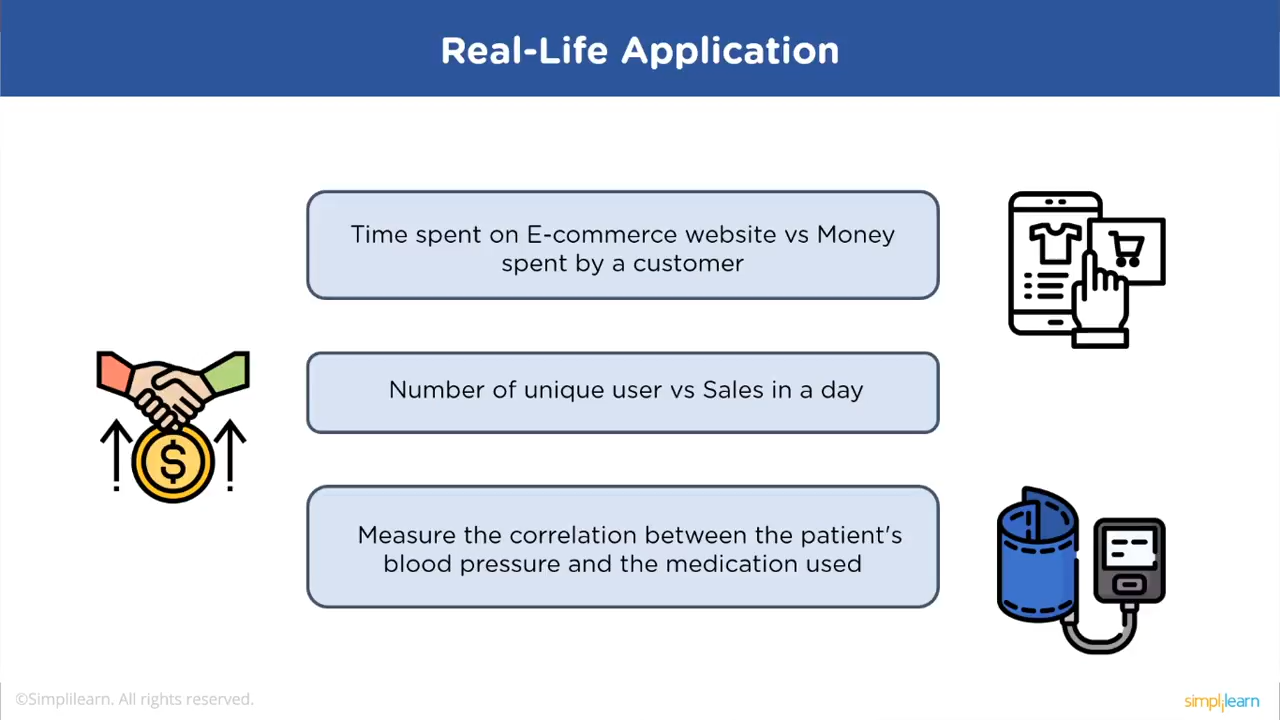 Real-Life Application
Time spent on E-commerce website vs Money
spent by a customer
Number of unique user vs Sales in a day
$
Measure the correlation between the patient's
blood pressure and the medication used
©Simplilearn. All rights reserved.
simplilearn